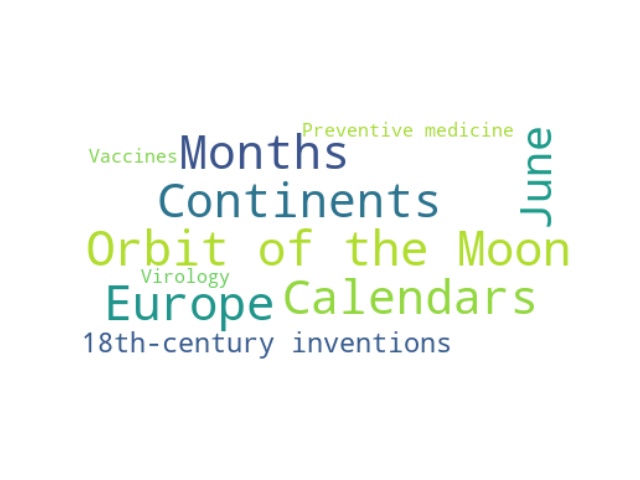 Preventive medicine
Vaccines
Months
June
Continents
Orbit of the Moon
Virology
Europe
Calendars
18th-century inventions